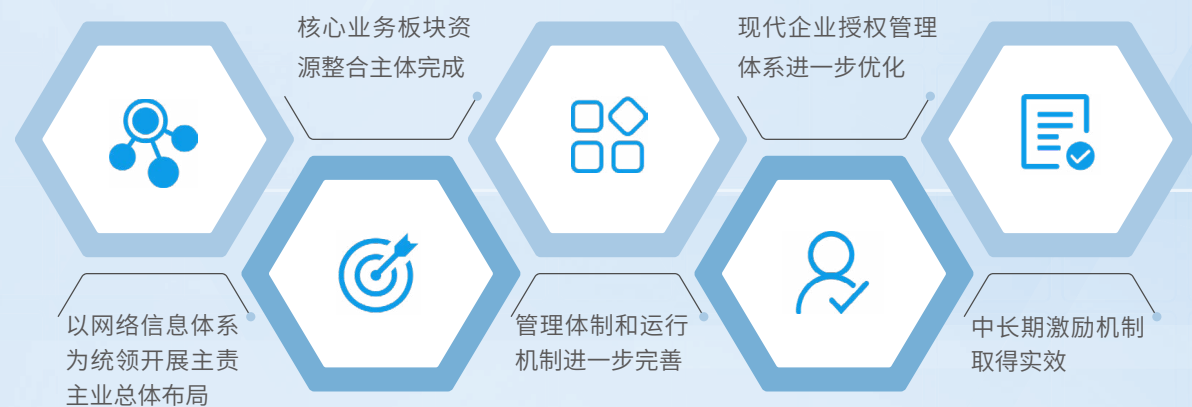 以网络信息体系
为统领开展主责
主业总体布局
核心业务板块资
源整合主体完成
管理体制和运行
机制进一步完善
现代企业授权管理
体系进一步优化
中长期激励机制
取得实效